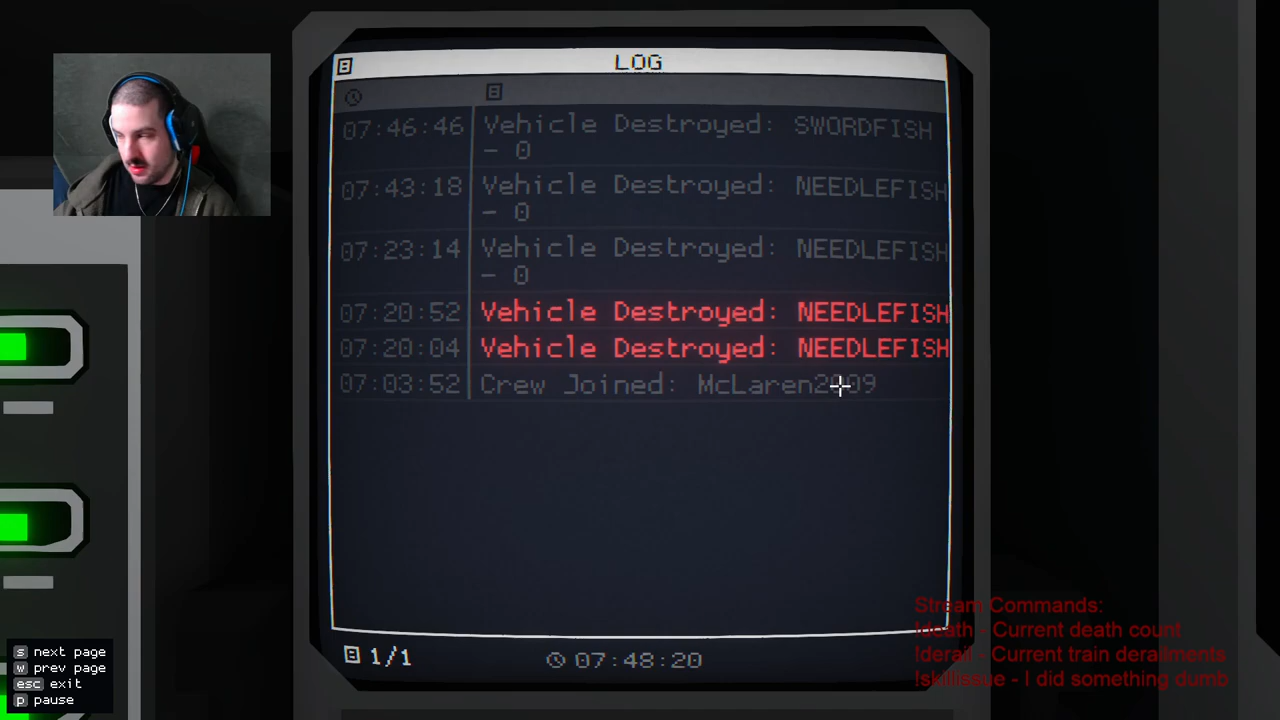 LOG
07:46:46 Vehicle Destroyed: SWORDFISH
- 0
07:43:18 Vehicle Destroyed: NEEDLEFISH
- 0
07:23:14 Vehicle Destroyed: NEEDLEFISH
- 0
07:20:52 Vehicle Destroyed: NEEDLEFISH
07:20:04 Vehicle Destroyed: NEEDLEFISH
07:03:52 Crew Joined: McLaren2009
1/1
07:48:20
s next page
w prev page
esc exit
p pause
Stream Commands:
!death - Current death count
!derail - Current train derailments
!skillissue - I did something dumb